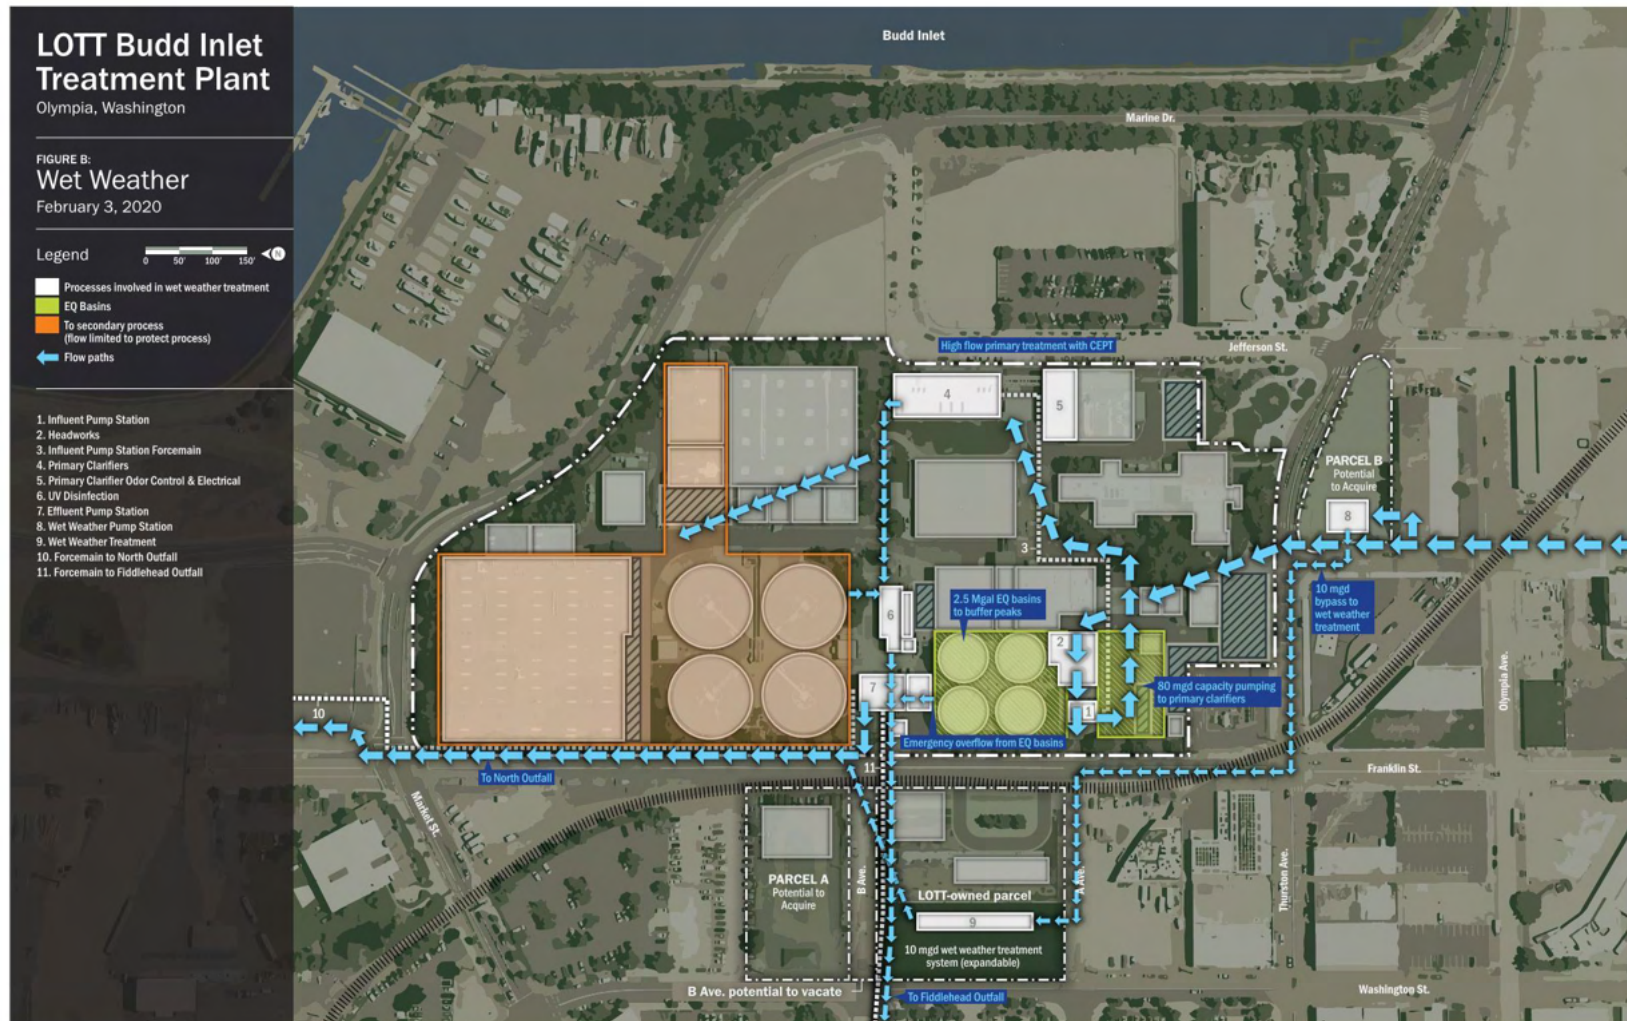 LOTT Budd Inlet
Treatment Plant
Olympia, Washington
FIGURE B:
Wet Weather
February 3, 2020
Legend
0 50' 100' 150'
N
Processes involved in wet weather treatment
EQ Basins
To secondary process
(flow limited to protect process)
Flow paths
1. Influent Pump Station
2. Headworks
3. Influent Pump Station Forcemain
4. Primary Clarifiers
5. Primary Clarifier Odor Control & Electrical
6. UV Disinfection
7. Effluent Pump Station
8. Wet Weather Pump Station
9. Wet Weather Treatment
10. Forcemain to North Outfall
11. Forcemain to Fiddlehead Outfall
Budd Inlet
Marine Dr.
High flow primary treatment with CEPT
Jefferson St.
4
5
PARCEL B
Potential
to Acquire
8
3
10 mgd
bypass to
wet weather
treatment
2.5 Mgal EQ basins
to buffer peaks
6
2
7
1
80 mgd capacity pumping
to primary clarifiers
Olympia Ave.
10
Emergency overflow from EQ basins
To North Outfall
11
Franklin St.
Market St.
PARCEL A
Potential to
Acquire
B Ave.
LOTT-owned parcel
A Ave.
Thurston Ave.
9
10 mgd wet weather treatment
system (expandable)
B Ave. potential to vacate
To Fiddlehead Outfall
Washington St.